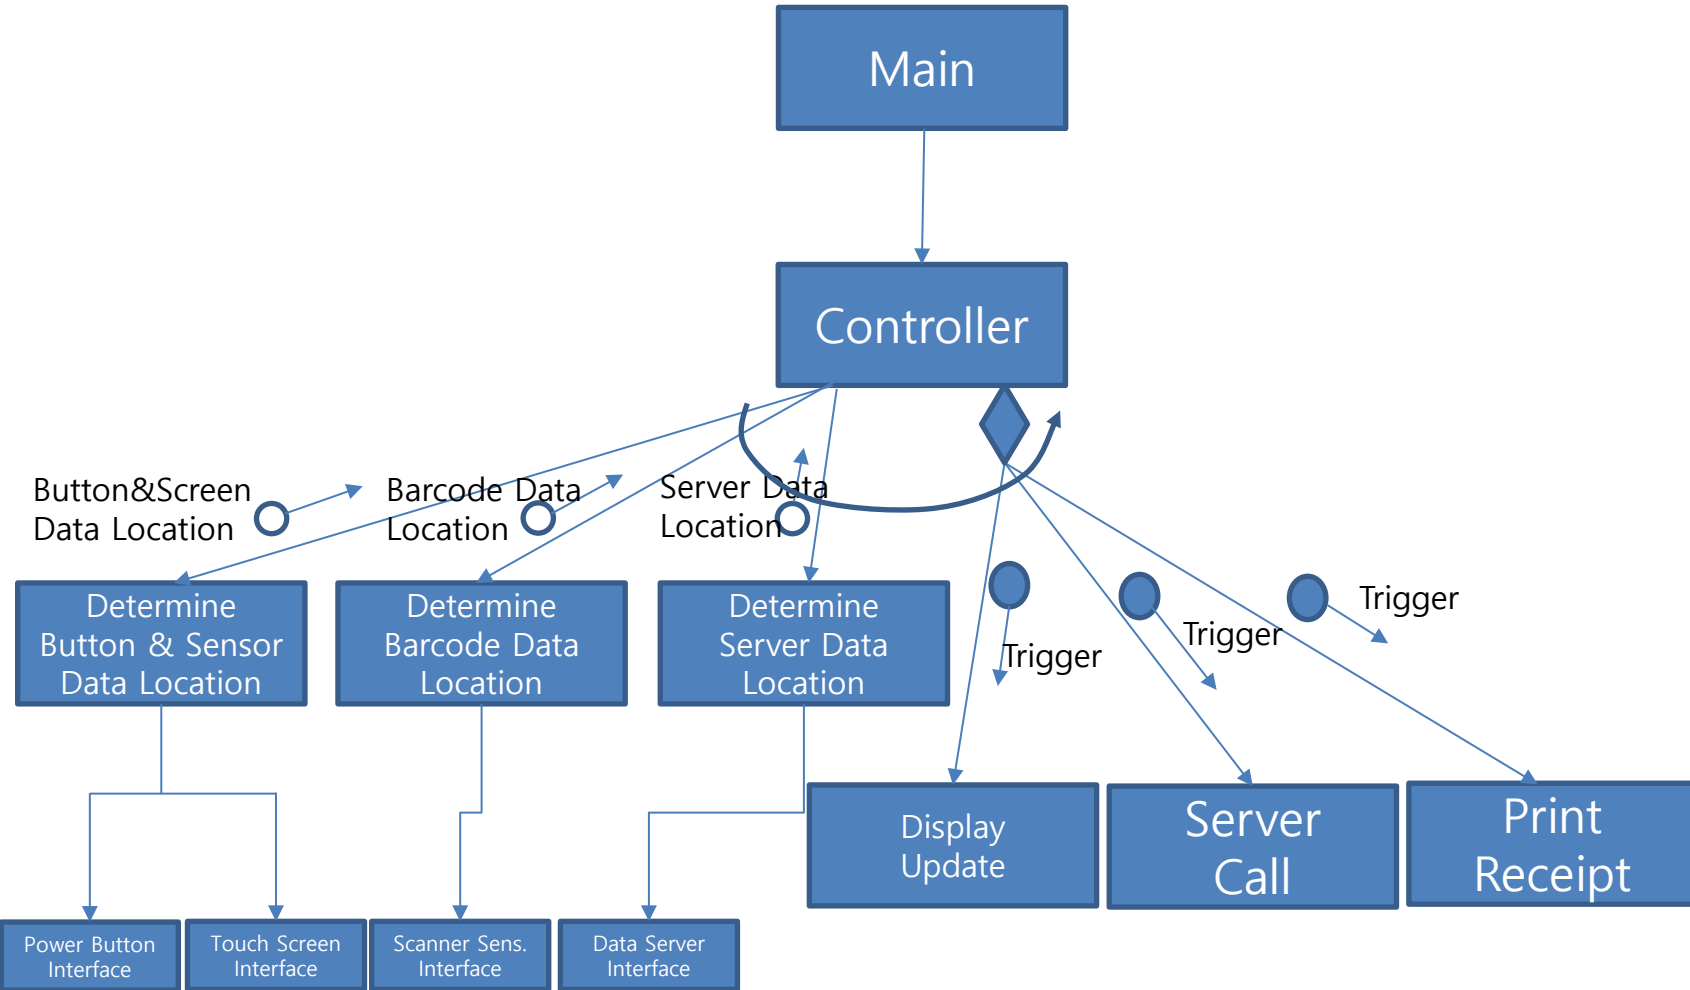 Main
Controller
Button&Screen
Data Location
Barcode Data
Location
Server Data
Location
Determine
Button & Sensor
Data Location
Determine
Barcode Data
Location
Determine
Server Data
Location
Trigger
Trigger
Trigger
Display
Update
Server
Call
Print
Receipt
Power Button
Interface
Touch Screen
Interface
Scanner Sens.
Interface
Data Server
Interface